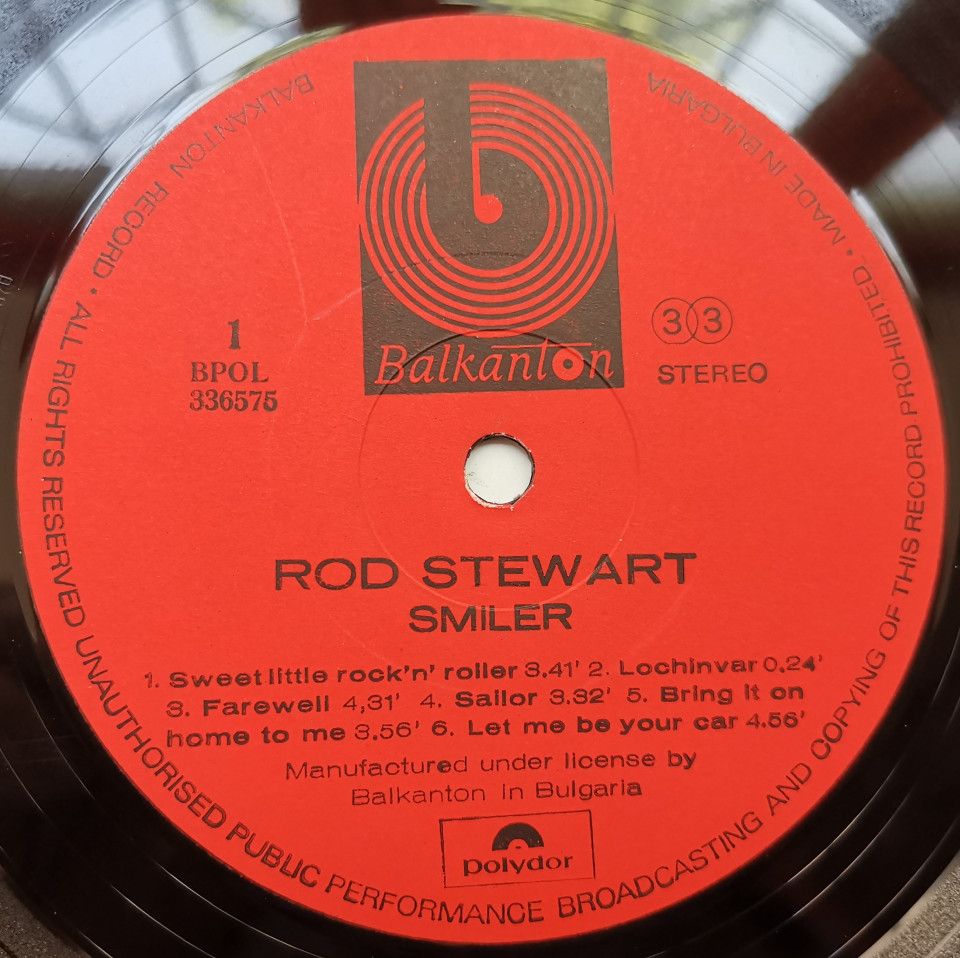 Balkanton
1
BPOL
336575
33
STEREO
ROD STEWART
SMILER
1. Sweet little rock'n' roller 3.41' 2. Lochinvar 0.24'
3. Farewell 4,31' 4. Sailor 3.32' 5. Bring it on
home to me 3.56' 6. Let me be your car 4.56'
Manufactured under license by
Balkanton in Bulgaria
polydor
BALKANTON RECORD • ALL RIGHTS RESERVED UNAUTHORISED PUBLIC PERFORMANCE BROADCASTING AND COPYING OF THIS RECORD PROHIBITED. • MADE IN BULGARIA